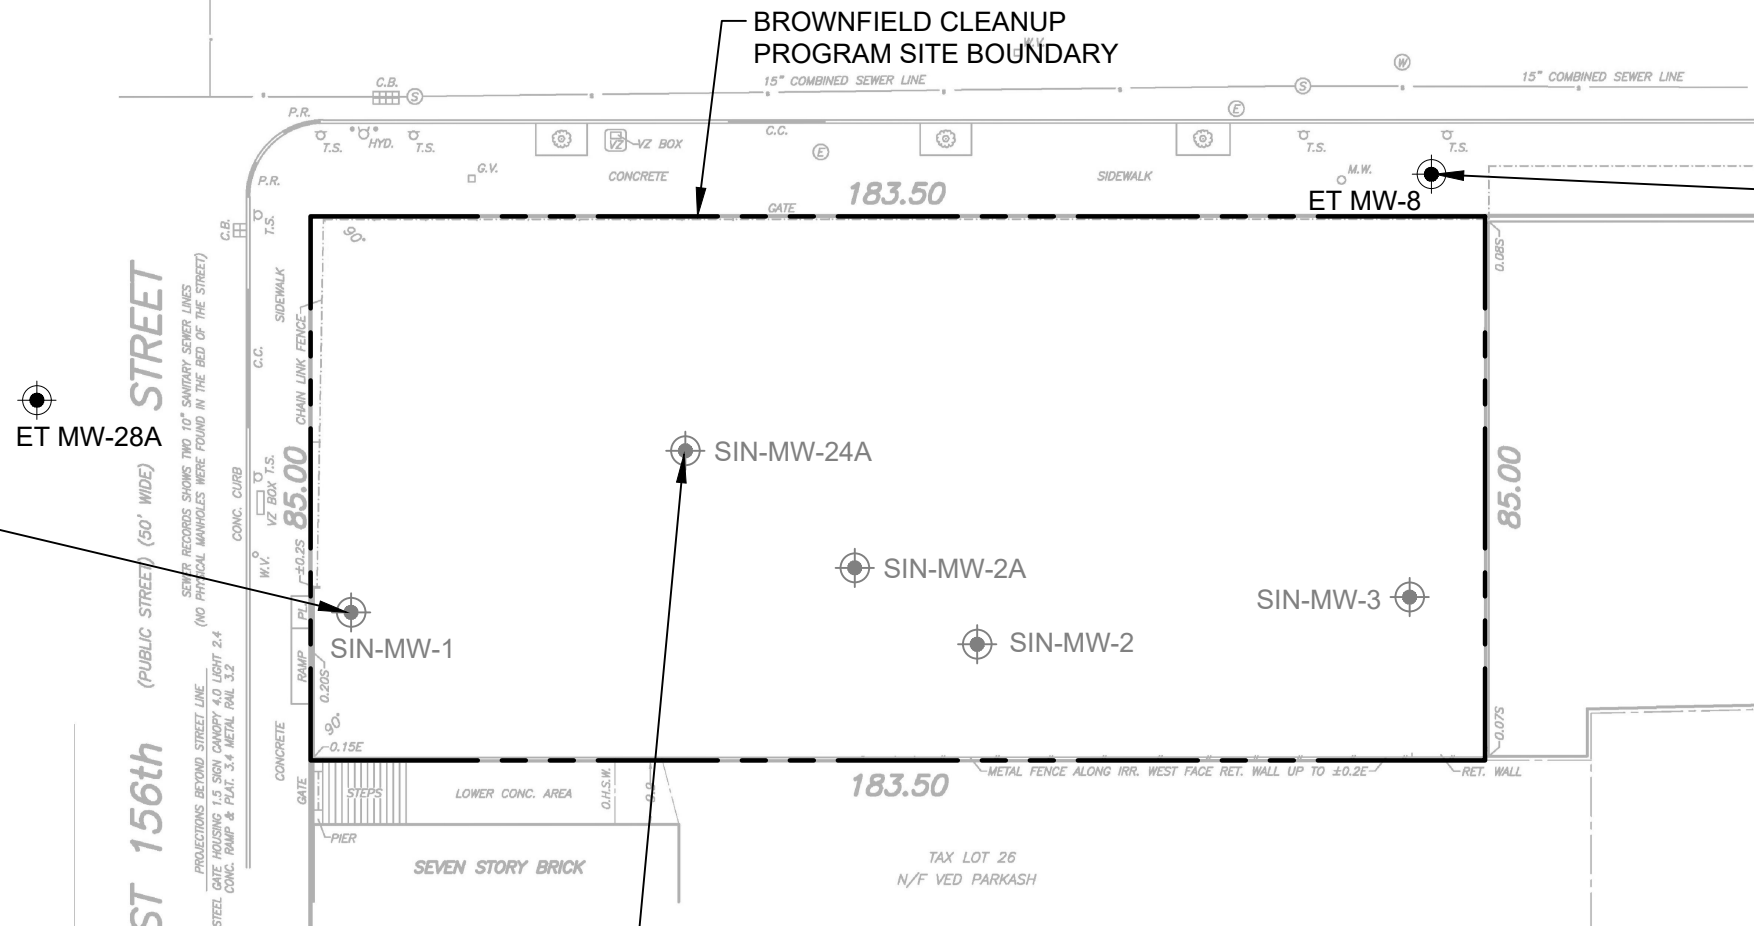 BROWNFIELD CLEANUP
PROGRAM SITE BOUNDARY
W.V.
15" COMBINED SEWER LINE
15" COMBINED SEWER LINE
W
S
C.B.
S
E
P.R.
T.S.
HYD.
T.S.
VZ
VZ BOX
C.C.
E
T.S.
T.S.
G.V.
CONCRETE
SIDEWALK
M.W.
P.R.
183.50
ET MW-8
GATE
C.B.
T.S.
90°
0.08S
SIDEWALK
CHAIN LINK FENCE
C.C.
STREET
SEWER RECORDS SHOWS TWO 10" SANITARY SEWER LINES
(NO PHYSICAL MANHOLES WERE FOUND IN THE BED OF THE STREET)
ET MW-28A
SIN-MW-24A
85.00
85.00
CONC. CURB
VZ BOX
T.S.
(PUBLIC STREET) (50' WIDE)
W.V.
±0.2S
SIN-MW-2A
SIN-MW-3
PL
SIN-MW-1
SIN-MW-2
RAMP
0.20S
90°
0.15E
0.07S
PROJECTIONS BEYOND STREET LINE
STEEL GATE HOUSING 1.5 SIGN CANOPY 4.0 LIGHT 2.4
CONC. RAMP & PLAT. 3.4 METAL RAIL 3.2
CONCRETE
GATE
STEPS
LOWER CONC. AREA
O.H.S.W.
183.50
METAL FENCE ALONG IRR. WEST FACE RET. WALL UP TO ±0.2E
RET. WALL
PIER
SEVEN STORY BRICK
TAX LOT 26
N/F VED PARKASH
ST 156th